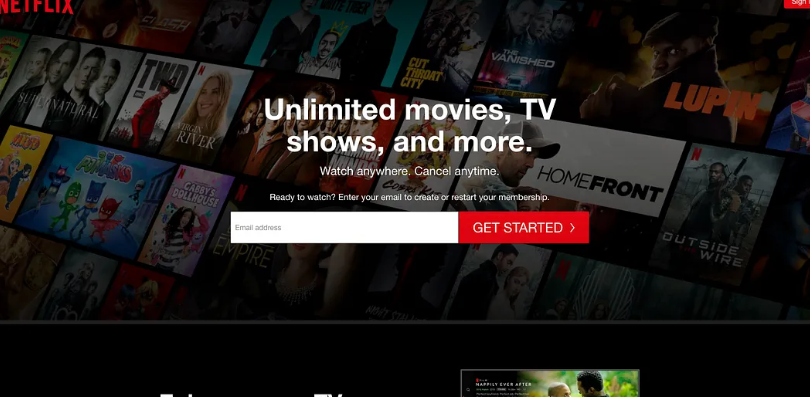 NETFLIX
Sign
CUT
THROAT
CITY
THE
VANISHED
SUPERNATURAL
TWO
VIRGIN
RIVER
LUPIN
Unlimited movies, TV
shows, and more.
Watch anywhere. Cancel anytime.
HOMEFRONT
PJ MASKS
GABBY'S
DOLLHOUSE
Ready to watch? Enter your email to create or restart your membership.
Email address
GET STARTED
OUTSIDE
WIRE
EMPIRE
HAPPILY EVER AFTER